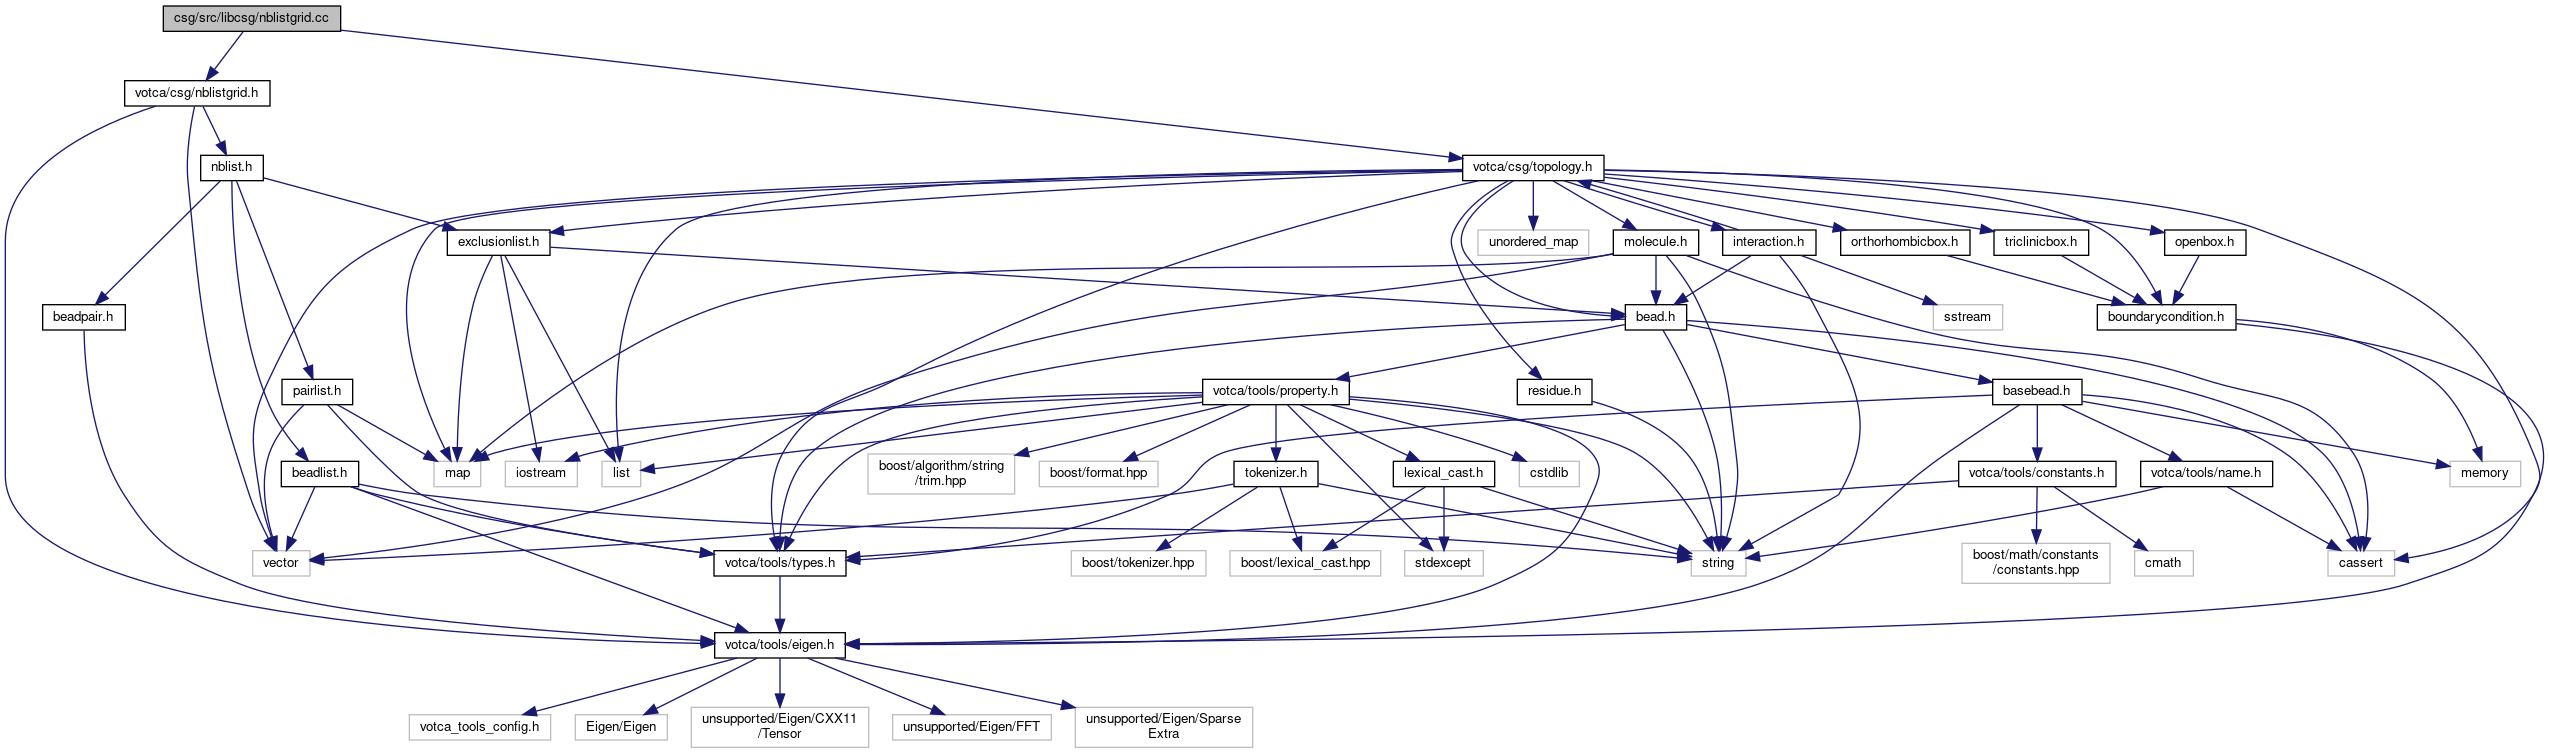 csg/src/libcsg/nblistgrid.cc
votca/csg/nblistgrid.h
nblist.h
votca/csg/topology.h
exclusionlist.h
unordered_map
molecule.h
interaction.h
orthorhombicbox.h
triclinicbox.h
openbox.h
beadpair.h
bead.h
sstream
boundarycondition.h
pairlist.h
votca/tools/property.h
residue.h
basebead.h
beadlist.h
map
iostream
list
boost/algorithm/string
/trim.hpp
boost/format.hpp
tokenizer.h
lexical_cast.h
cstdlib
votca/tools/constants.h
votca/tools/name.h
memory
vector
votca/tools/types.h
boost/tokenizer.hpp
boost/lexical_cast.hpp
stdexcept
string
boost/math/constants
/constants.hpp
cmath
cassert
votca/tools/eigen.h
votca_tools_config.h
Eigen/Eigen
unsupported/Eigen/CXX11
/Tensor
unsupported/Eigen/FFT
unsupported/Eigen/Sparse
Extra